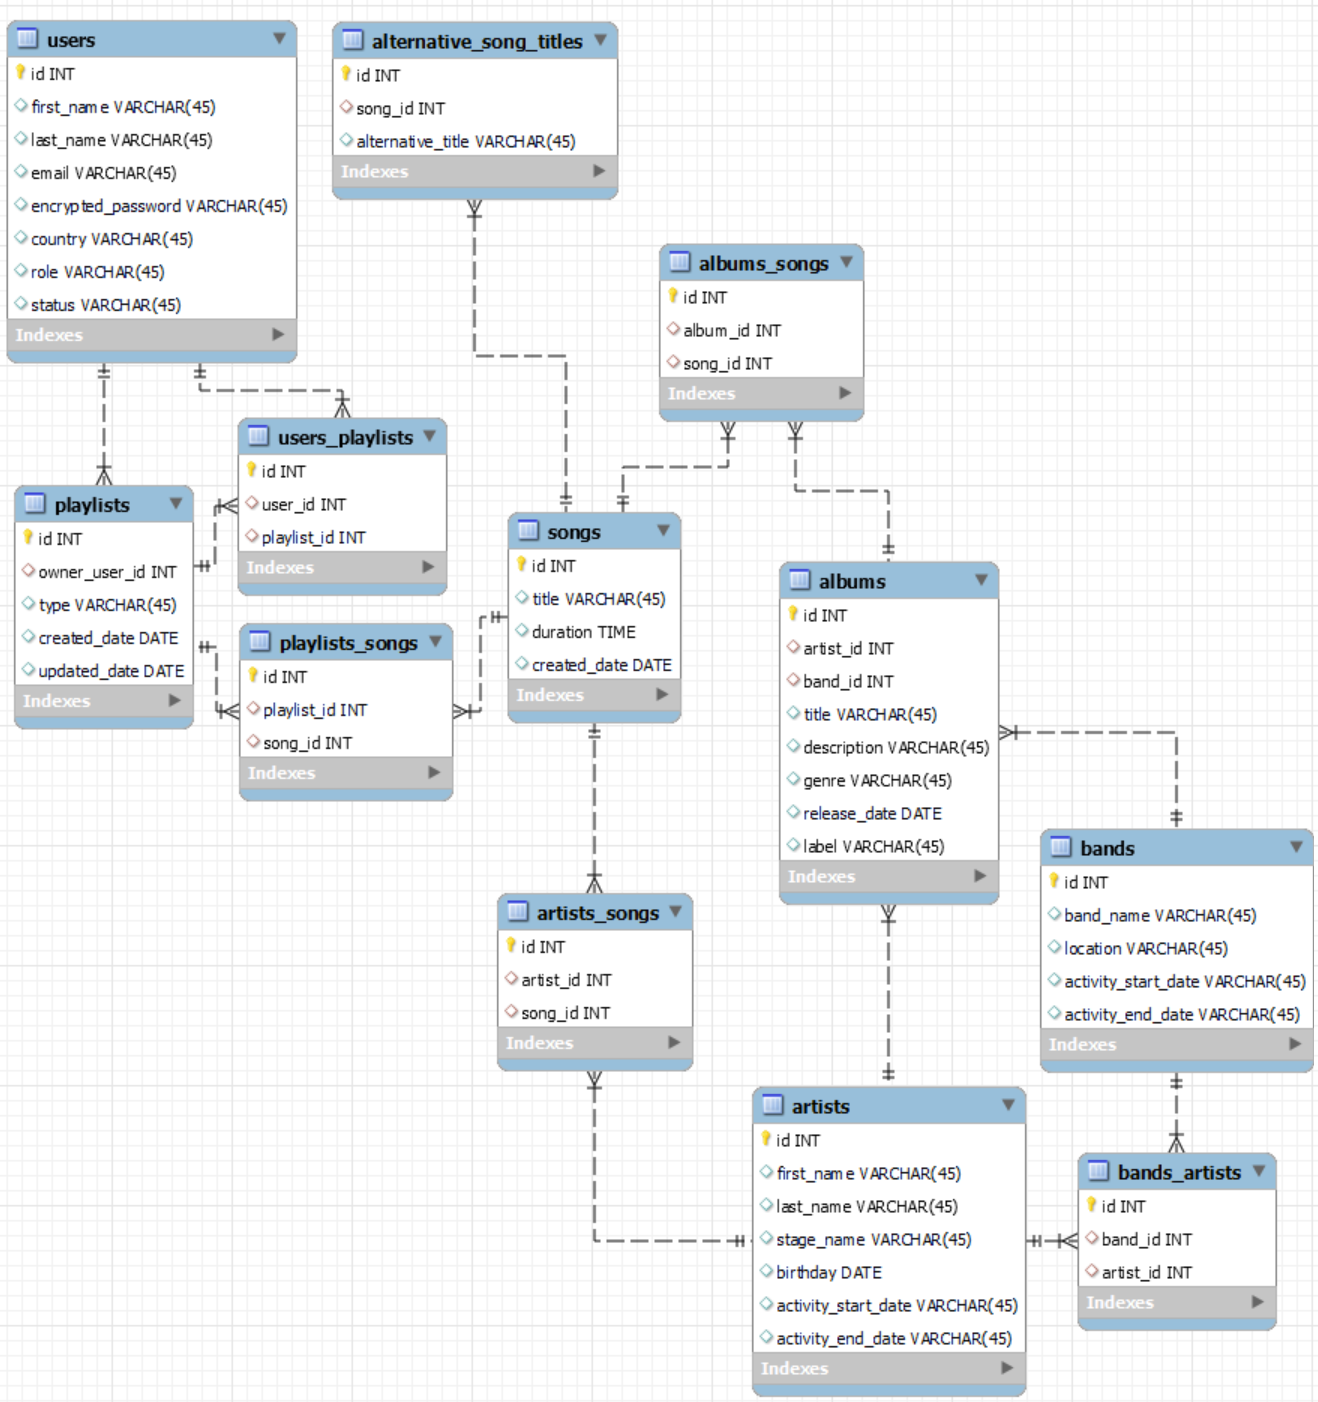 users
id INT
first_name VARCHAR(45)
last_name VARCHAR(45)
email VARCHAR(45)
encrypted_password VARCHAR(45)
country VARCHAR(45)
role VARCHAR(45)
status VARCHAR(45)
Indexes
alternative_song_titles
id INT
song_id INT
alternative_title VARCHAR(45)
Indexes
albums_songs
id INT
album_id INT
song_id INT
Indexes
users_playlists
id INT
user_id INT
playlist_id INT
Indexes
playlists
id INT
owner_user_id INT
type VARCHAR(45)
created_date DATE
updated_date DATE
Indexes
playlists_songs
id INT
playlist_id INT
song_id INT
Indexes
songs
id INT
title VARCHAR(45)
duration TIME
created_date DATE
Indexes
albums
id INT
artist_id INT
band_id INT
title VARCHAR(45)
description VARCHAR(45)
genre VARCHAR(45)
release_date DATE
label VARCHAR(45)
Indexes
bands
id INT
band_name VARCHAR(45)
location VARCHAR(45)
activity_start_date VARCHAR(45)
activity_end_date VARCHAR(45)
Indexes
artists_songs
id INT
artist_id INT
song_id INT
Indexes
artists
id INT
first_name VARCHAR(45)
last_name VARCHAR(45)
stage_name VARCHAR(45)
birthday DATE
activity_start_date VARCHAR(45)
activity_end_date VARCHAR(45)
Indexes
bands_artists
id INT
band_id INT
artist_id INT
Indexes